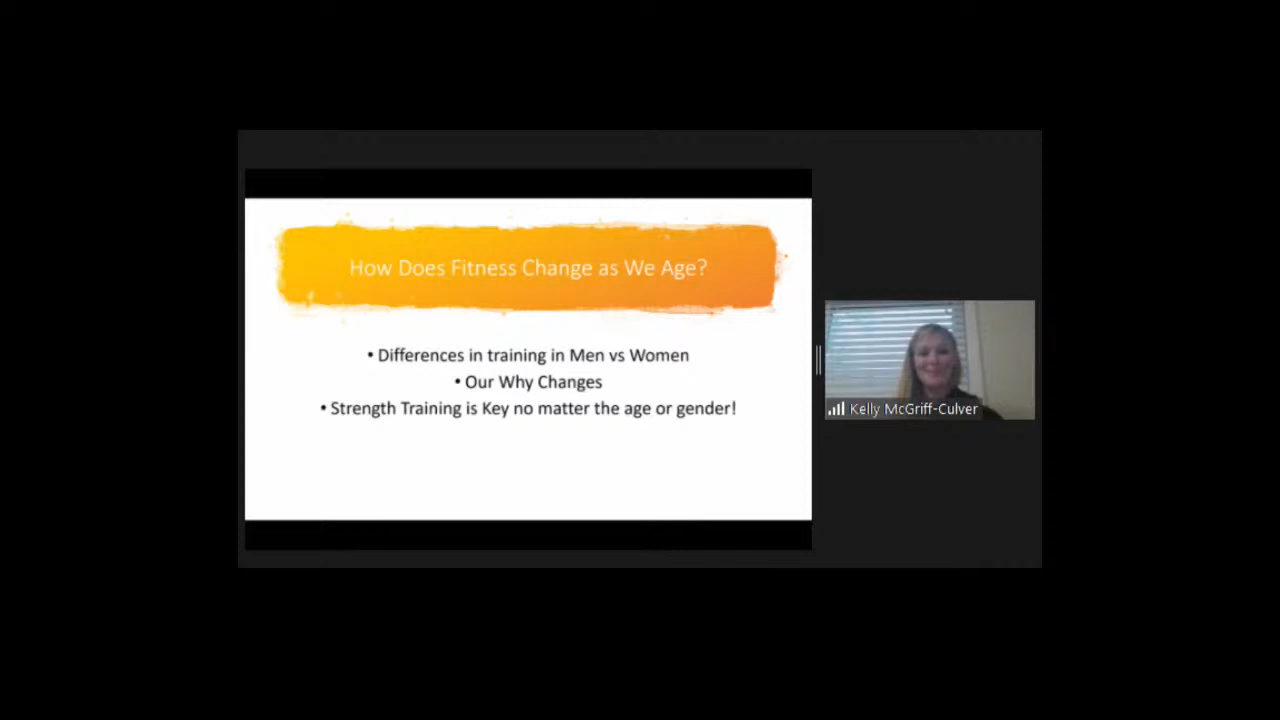 How Does Fitness Change as We Age?
• Differences in training in Men vs Women
• Our Why Changes
• Strength Training is Key no matter the age or gender!
Kelly McGriff-Culver